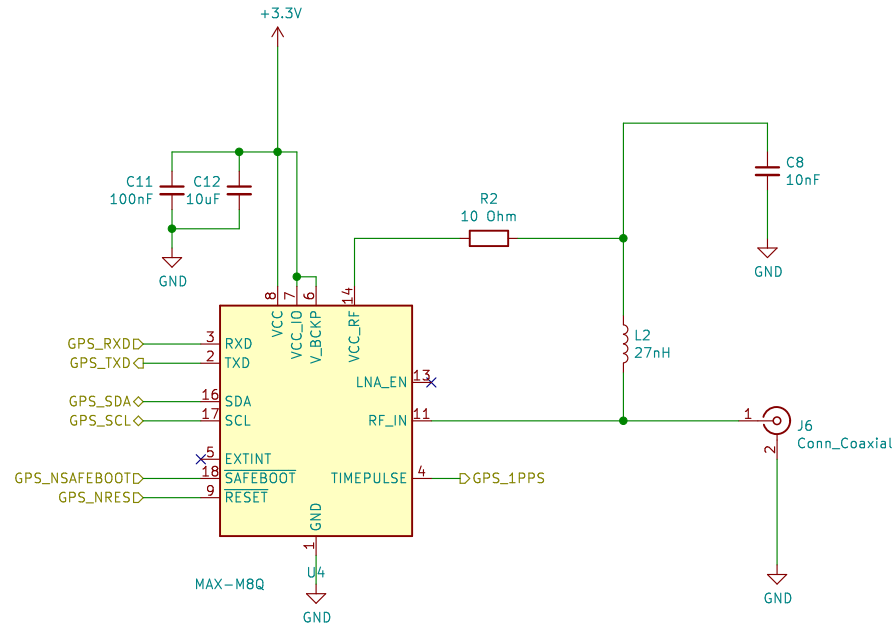 +3.3V
C11
100nF
C12
10uF
GND
R2
10 Ohm
C8
10nF
GND
8
7
6
14
VCC
VCC_IO
V_BCKP
VCC_RF
L2
27nH
GPS_RXD
3
RXD
GPS_TXD
2
TXD
LNA_EN
13
GPS_SDA
16
SDA
GPS_SCL
17
SCL
RF_IN
11
1
J6
Conn_Coaxial
2
5
EXTINT
GPS_NSAFEBOOT
18
SAFEBOOT
TIMEPULSE
4
GPS_1PPS
GPS_NRES
9
RESET
GND
1
U4
MAX-M8Q
GND
GND